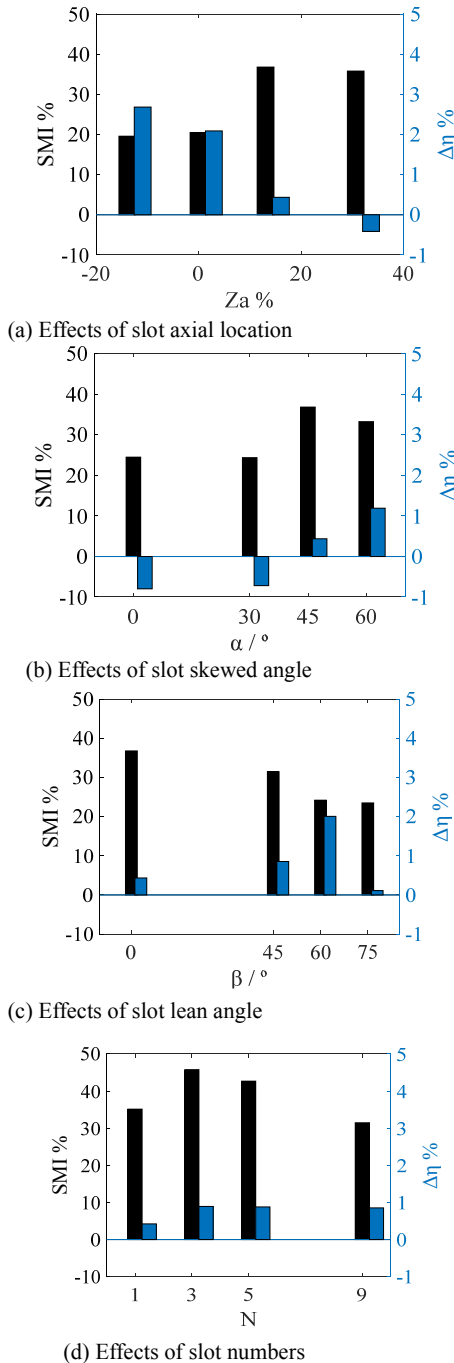 50 5
40 4
30 3
20 2
10 1
0 0
-10 -1
SMI %
Δη %
-20 0 20 40
Za %
(a) Effects of slot axial location
50 5
40 4
30 3
20 2
10 1
0 0
-10 -1
SMI %
Δη %
0 30 45 60
α / º
(b) Effects of slot skewed angle
50 5
40 4
30 3
20 2
10 1
0 0
-10 -1
SMI %
Δη %
0 45 60 75
β / º
(c) Effects of slot lean angle
50 5
40 4
30 3
20 2
10 1
0 0
-10 -1
SMI %
Δη %
1 3 5 9
N
(d) Effects of slot numbers